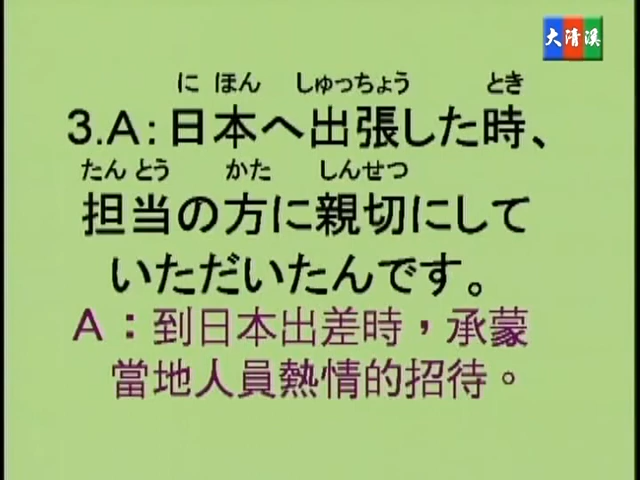 大清溪
に ほん しゅっちょう とき
3.A:日本へ出張した時、
たんとう かた しんせつ
担当の方に親切にして
いただいたんです。
A：到日本出差時，承蒙
當地人員熱情的招待。